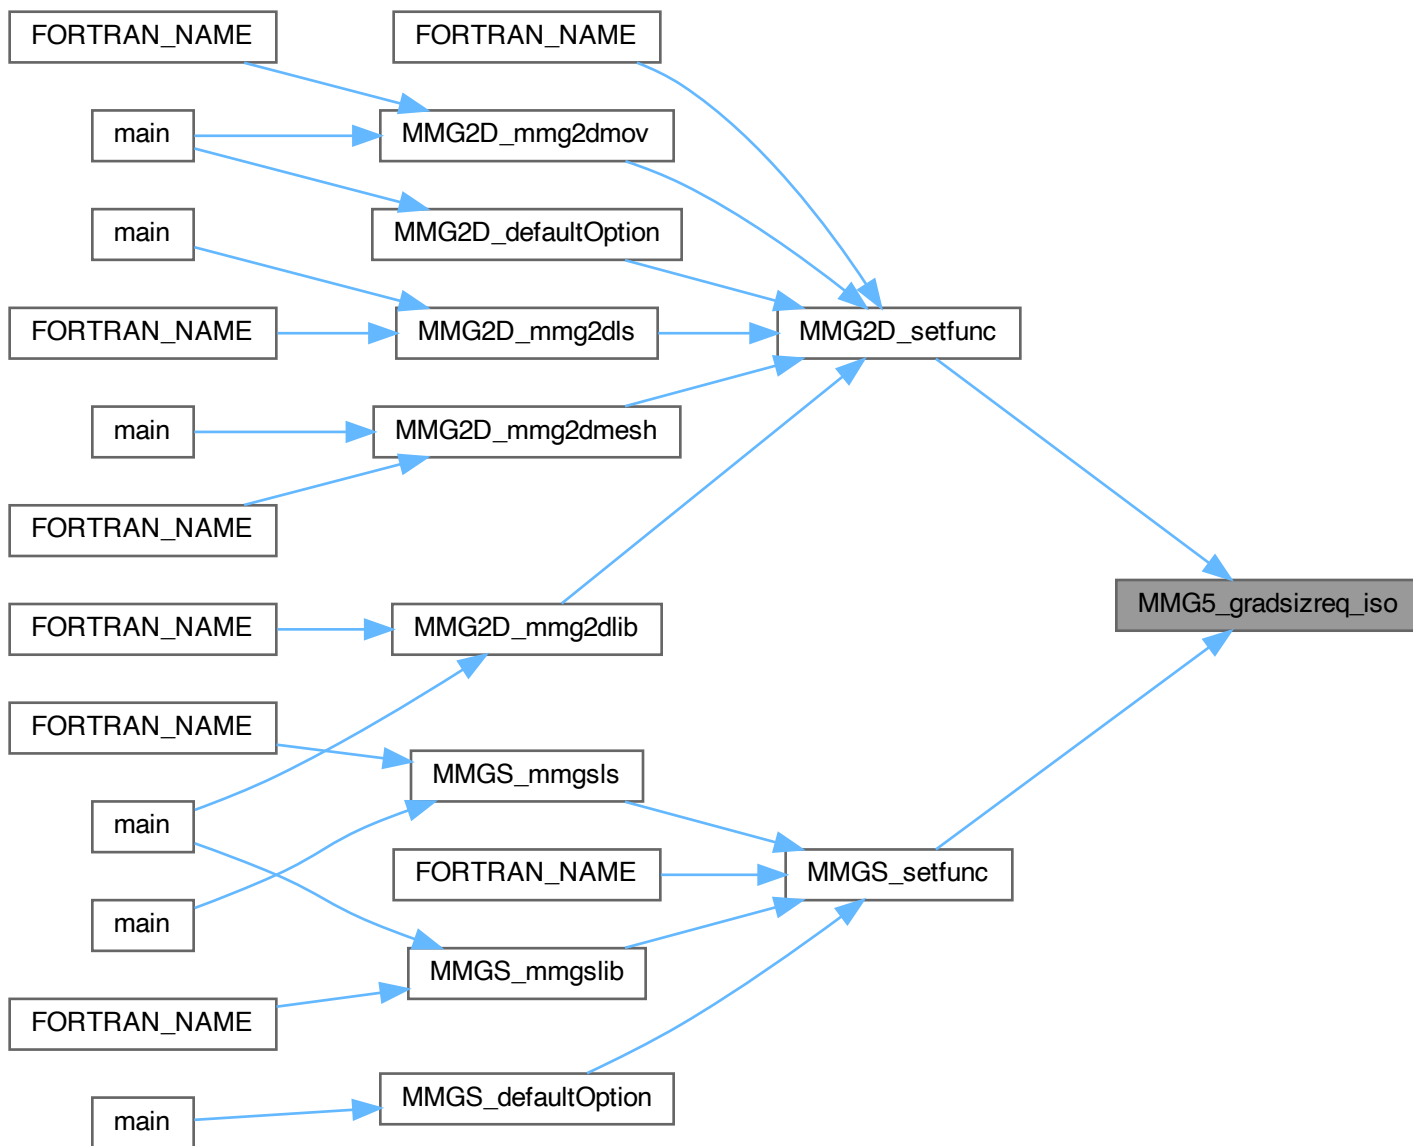 FORTRAN_NAME
FORTRAN_NAME
main
MMG2D_mmg2dmov
main
MMG2D_defaultOption
FORTRAN_NAME
MMG2D_mmg2dls
MMG2D_setfunc
main
MMG2D_mmg2dmesh
FORTRAN_NAME
MMG5_gradsizreq_iso
FORTRAN_NAME
MMG2D_mmg2dlib
FORTRAN_NAME
MMGS_mmgsls
main
FORTRAN_NAME
MMGS_setfunc
main
MMGS_mmgslib
FORTRAN_NAME
MMGS_defaultOption
main